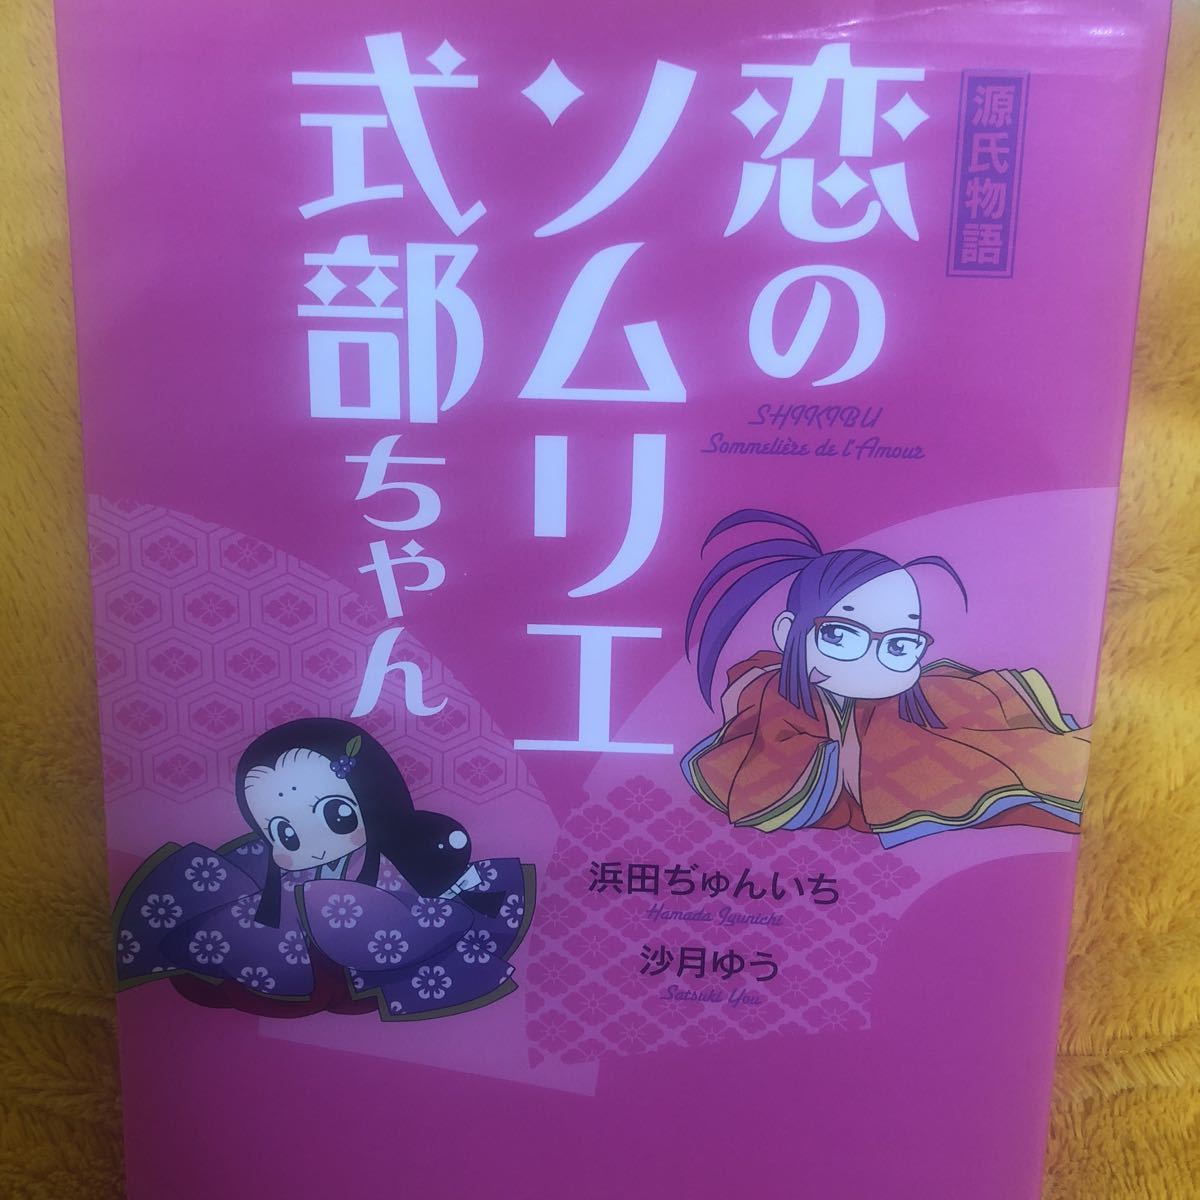 源氏物語
恋の
ソムリエ
式部ちゃん
SHIKIBU
Sommelière de l'Amour
浜田ぢゅんいち
Hamada Jyunichi
沙月ゆう
Satsuki You